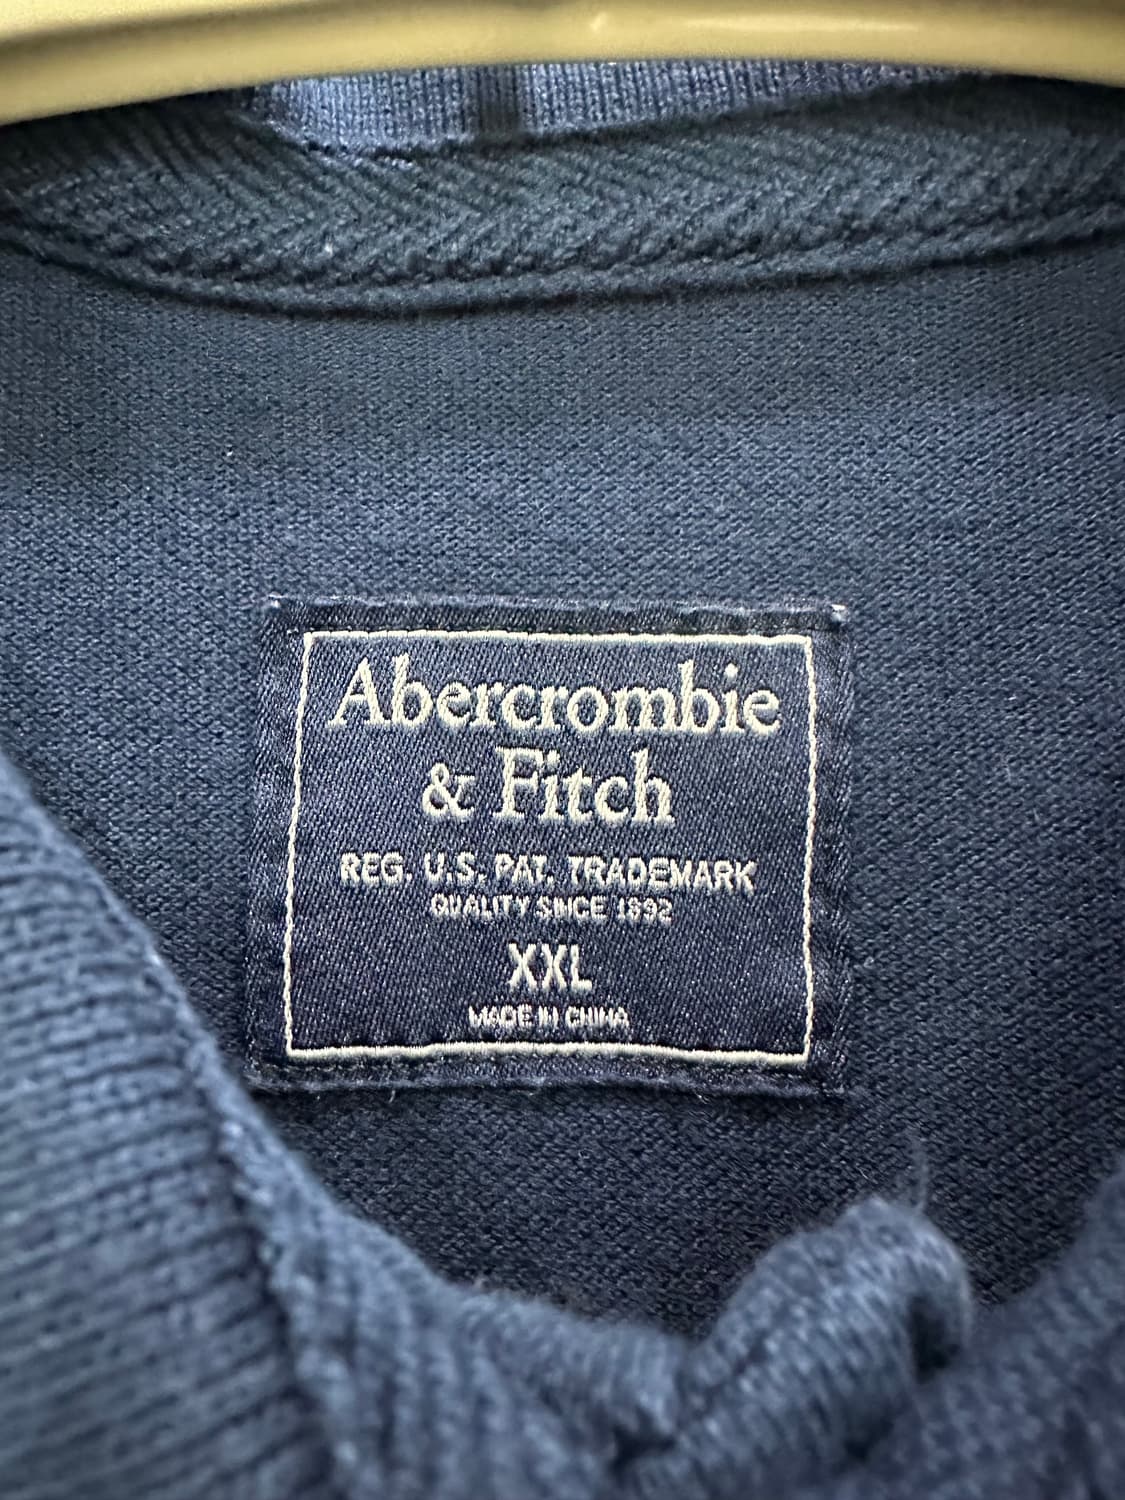 Abercrombie
& Fitch
REG. U.S. PAT. TRADEMARK
QUALITY SINCE 1892
XXL
MADE IN CHINA